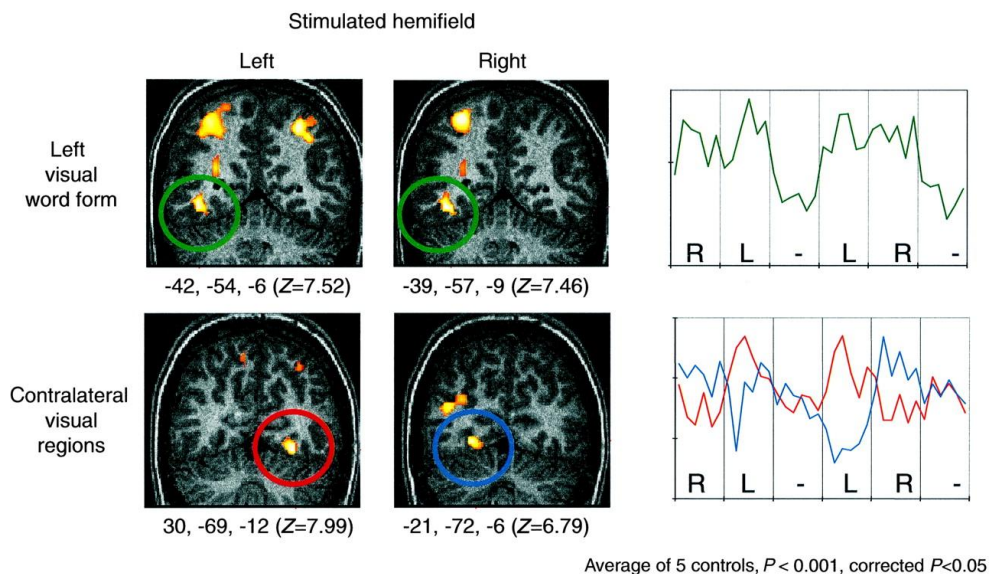 Stimulated hemifield
Left
Right
Left
visual
word form
-42, -54, -6 (Z=7.52)
-39, -57, -9 (Z=7.46)
R L - L R -
Contralateral
visual
regions
30, -69, -12 (Z=7.99)
-21, -72, -6 (Z=6.79)
R L - L R -
Average of 5 controls, P < 0.001, corrected P<0.05